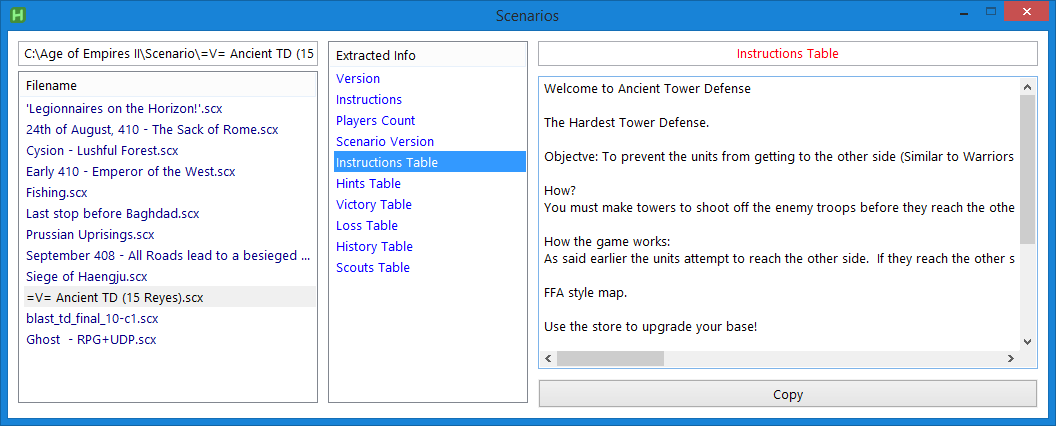 H
Scenarios
C:\Age of Empires II\Scenario\=V= Ancient TD (15
Filename
'Legionnaires on the Horizon!'.scx
24th of August, 410 - The Sack of Rome.scx
Cysion - Lushful Forest.scx
Early 410 - Emperor of the West.scx
Fishing.scx
Last stop before Baghdad.scx
Prussian Uprisings.scx
September 408 - All Roads lead to a besieged ...
Siege of Haengju.scx
=V= Ancient TD (15 Reyes).scx
blast_td_final_10-c1.scx
Ghost  - RPG+UDP.scx
Extracted Info
Version
Instructions
Players Count
Scenario Version
Instructions Table
Hints Table
Victory Table
Loss Table
History Table
Scouts Table
Instructions Table
Welcome to Ancient Tower Defense
The Hardest Tower Defense.
Objectve: To prevent the units from getting to the other side (Similar to Warriors
How?
You must make towers to shoot off the enemy troops before they reach the othe
How the game works:
As said earlier the units attempt to reach the other side.  If they reach the other s
FFA style map.
Use the store to upgrade your base!
Copy